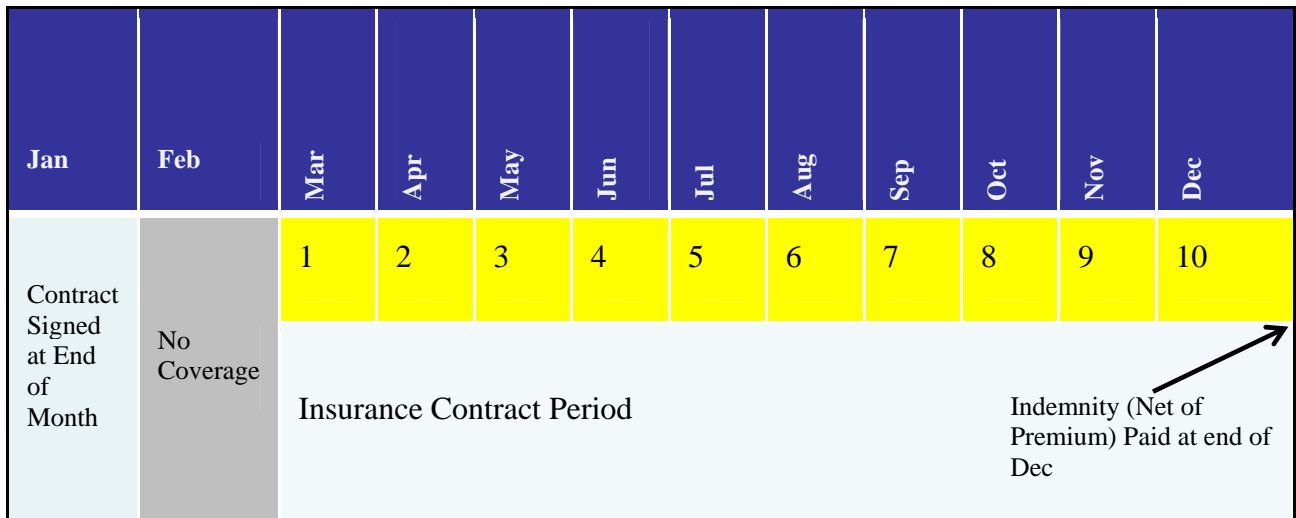 Jan
Feb
Mar
Apr
May
Jun
Jul
Aug
Sep
Oct
Nov
Dec
1
2
3
4
5
6
7
8
9
10
Contract
Signed
at End
of
Month
No
Coverage
Insurance Contract Period
Indemnity (Net of
Premium) Paid at end of
Dec